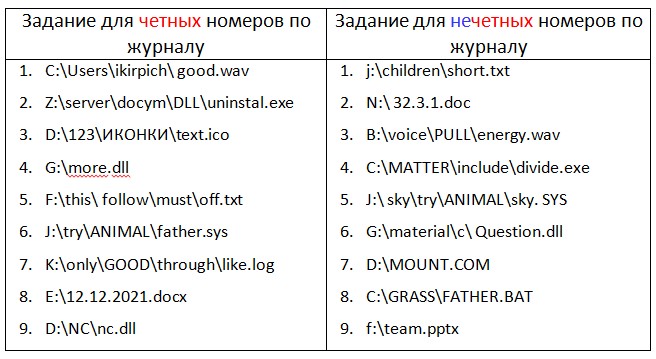 Задание для четных номеров по
журналу
1. C:\Users\ikirpich\ good.wav
2. Z:\server\docym\DLL\uninstal.exe
3. D:\123\ИКОНКИ\text.ico
4. G:\more.dll
5. F:\this\ follow\must\off.txt
6. J:\try\ANIMAL\father.sys
7. K:\only\GOOD\through\like.log
8. E:\12.12.2021.docx
9. D:\NC\nc.dll
Задание для нечетных номеров по
журналу
1. j:\children\short.txt
2. N:\ 32.3.1.doc
3. B:\voice\PULL\energy.wav
4. C:\MATTER\include\divide.exe
5. J:\ sky\try\ANIMAL\sky. SYS
6. G:\material\c\ Question.dll
7. D:\MOUNT.COM
8. C:\GRASS\FATHER.BAT
9. f:\team.pptx